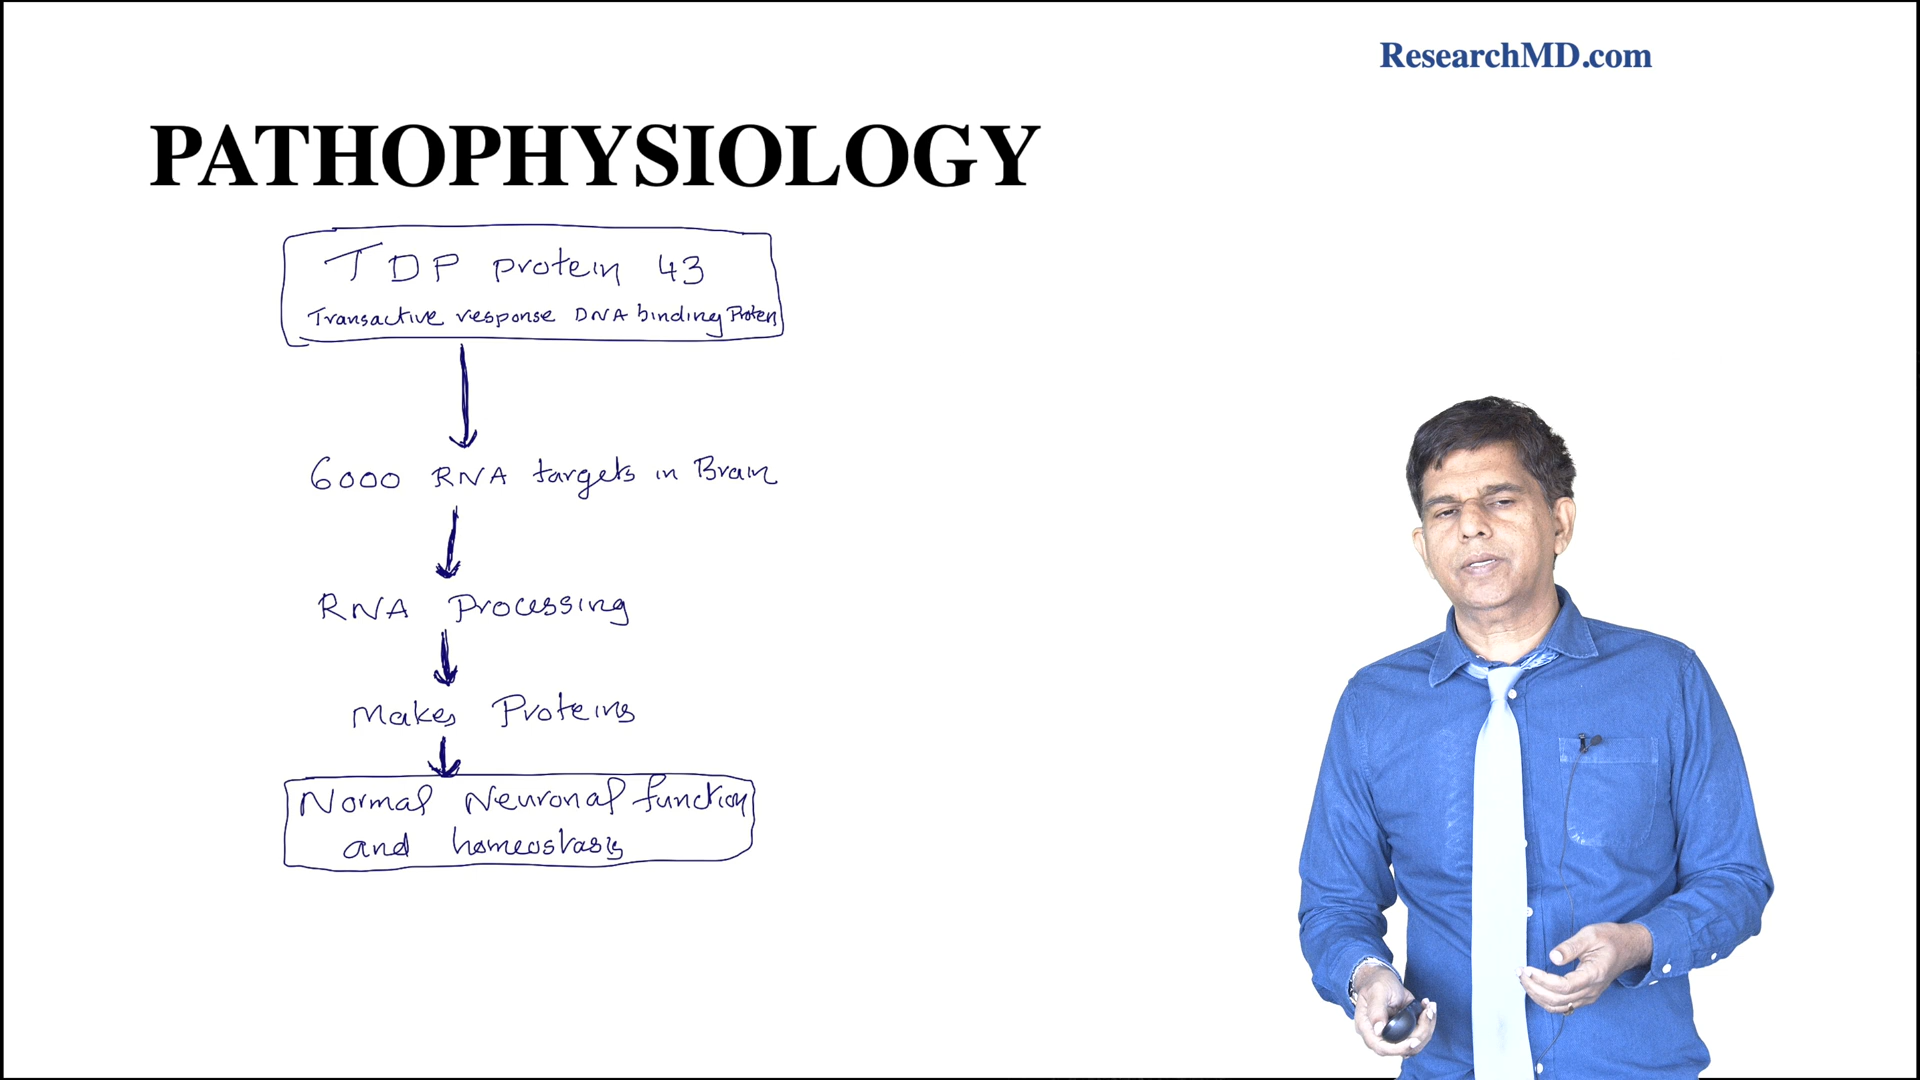 ResearchMD.com
PATHOPHYSIOLOGY
TDP protein 43
Transactive response DNA binding Protein
6000 RNA targets in Brain
RNA Processing
Makes Proteins
Normal Neuronal function
and homeostasis